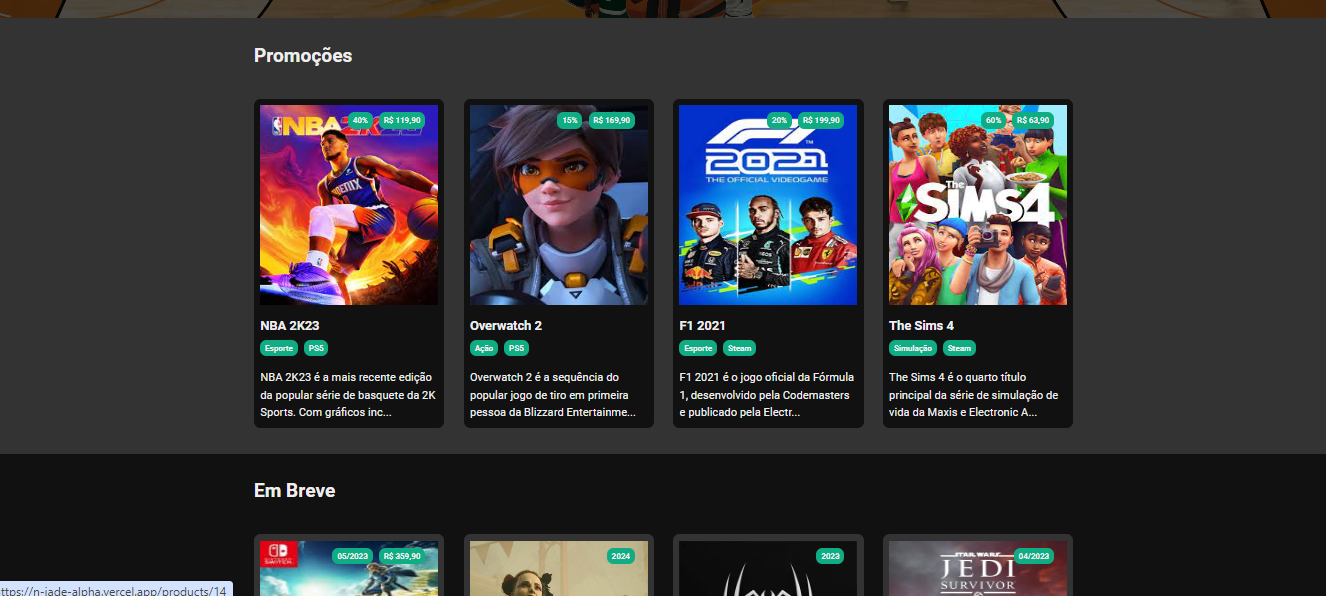 Promoções
NBA 2K23
40%
R$ 119,90
PHOENIX
15%
R$ 169,90
F1
2021
THE OFFICIAL VIDEOGAME
20%
R$ 199,90
The
SIMS4
60%
R$ 63,90
NBA 2K23
Esporte
PS5
NBA 2K23 é a mais recente edição
da popular série de basquete da 2K
Sports. Com gráficos inc...
Overwatch 2
Ação
PS5
Overwatch 2 é a sequência do
popular jogo de tiro em primeira
pessoa da Blizzard Entertainme...
F1 2021
Esporte
Steam
F1 2021 é o jogo oficial da Fórmula
1, desenvolvido pela Codemasters
e publicado pela Electr...
The Sims 4
Simulação
Steam
The Sims 4 é o quarto título
principal da série de simulação de
vida da Maxis e Electronic A...
Em Breve
05/2023
R$ 359,90
2024
2023
STAR WARS
JEDI
SURVIVOR
04/2023
ttps://n-jade-alpha.vercel.app/products/14